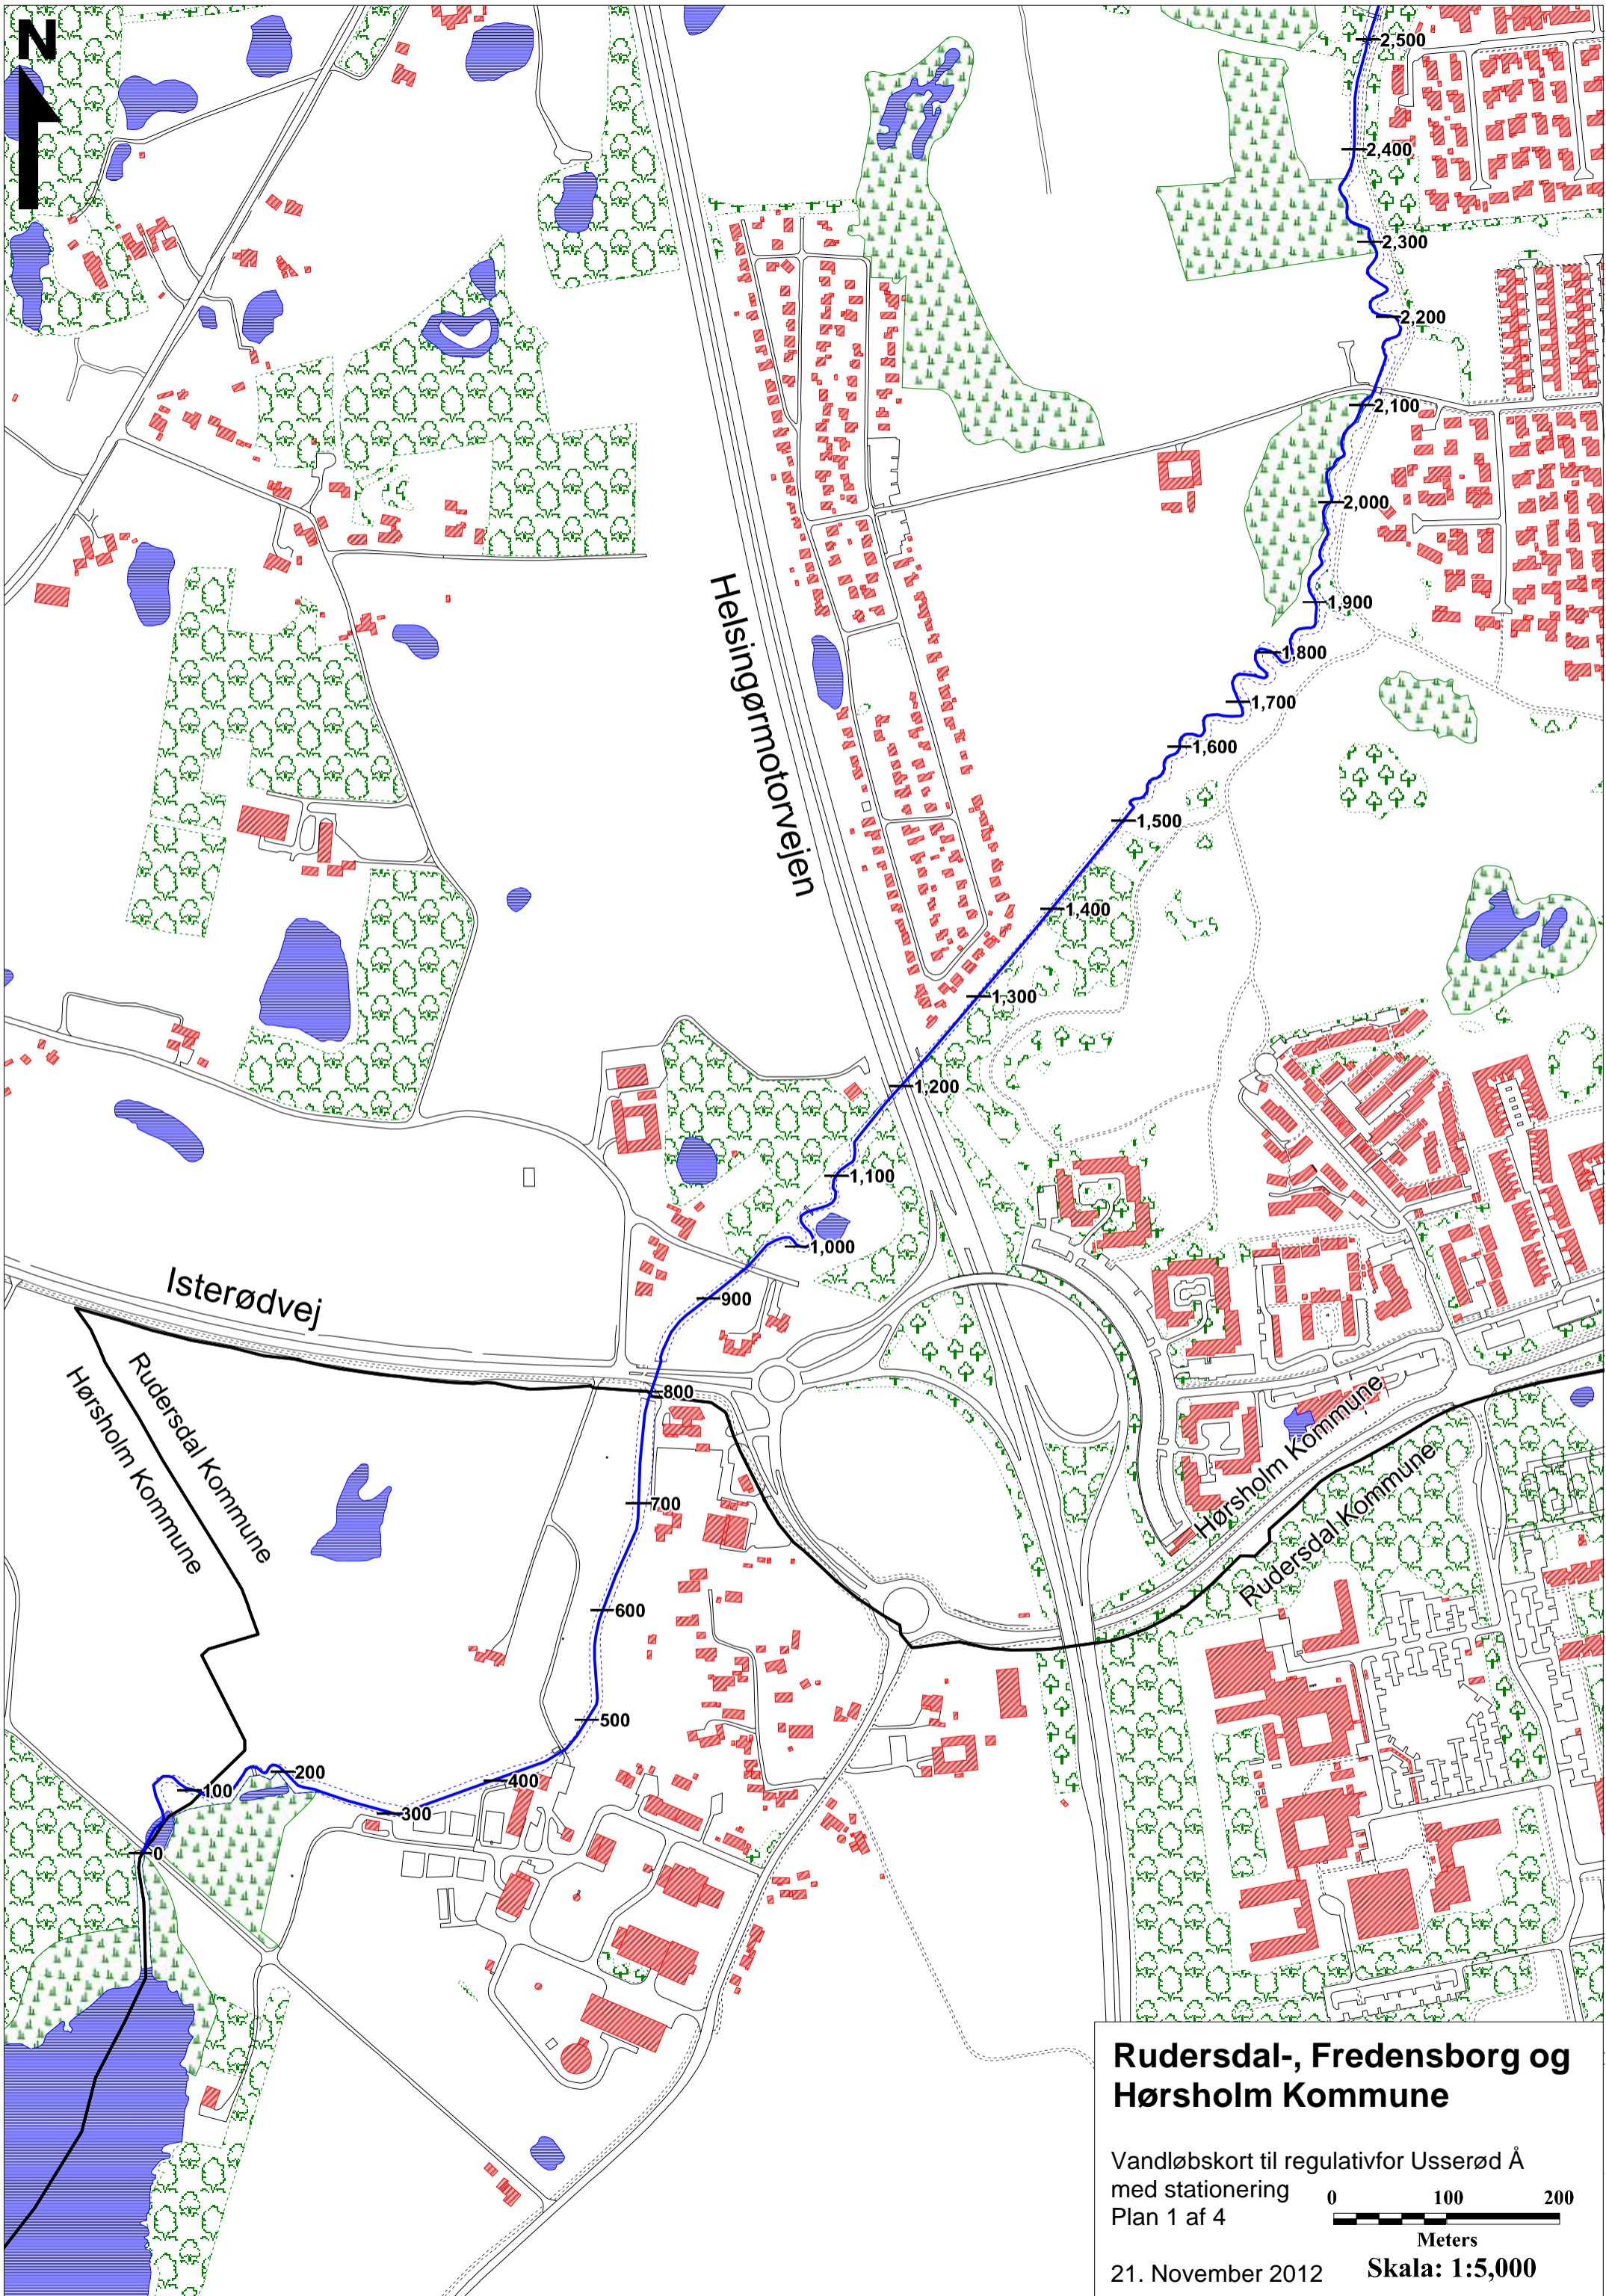 N
2,500
2,400
2,300
2,200
2,100
2,000
1,900
1,800
1,700
1,600
1,500
1,400
1,300
1,200
1,100
1,000
900
800
700
600
500
400
300
200
100
0
Helsingørmotorvejen
Isterødvej
Rudersdal Kommune
Hørsholm Kommune
Hørsholm Kommune
Rudersdal Kommune
Rudersdal-, Fredensborg og
Hørsholm Kommune
Vandløbskort til regulativfor Usserød Å
med stationering
Plan 1 af 4
0 100 200
Meters
21. November 2012
Skala: 1:5,000